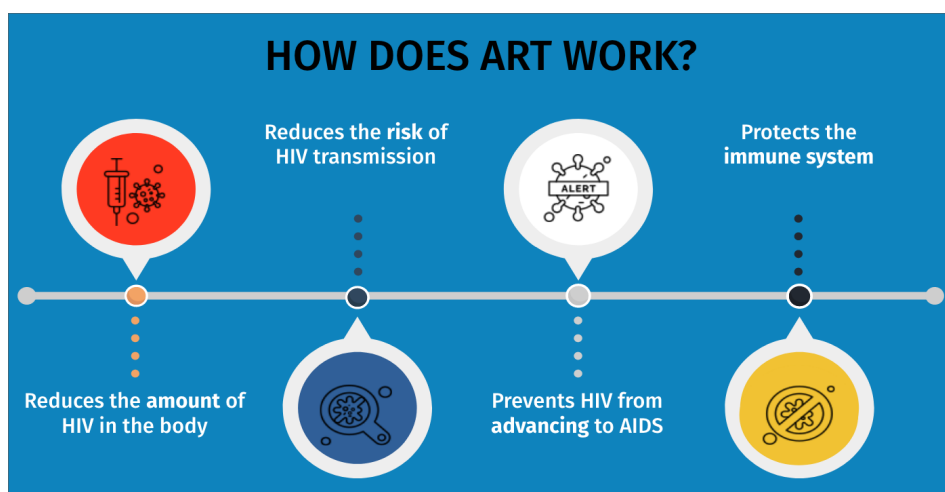 HOW DOES ART WORK?
Reduces the amount of
HIV in the body
Reduces the risk of
HIV transmission
ALERT
Prevents HIV from
advancing to AIDS
Protects the
immune system